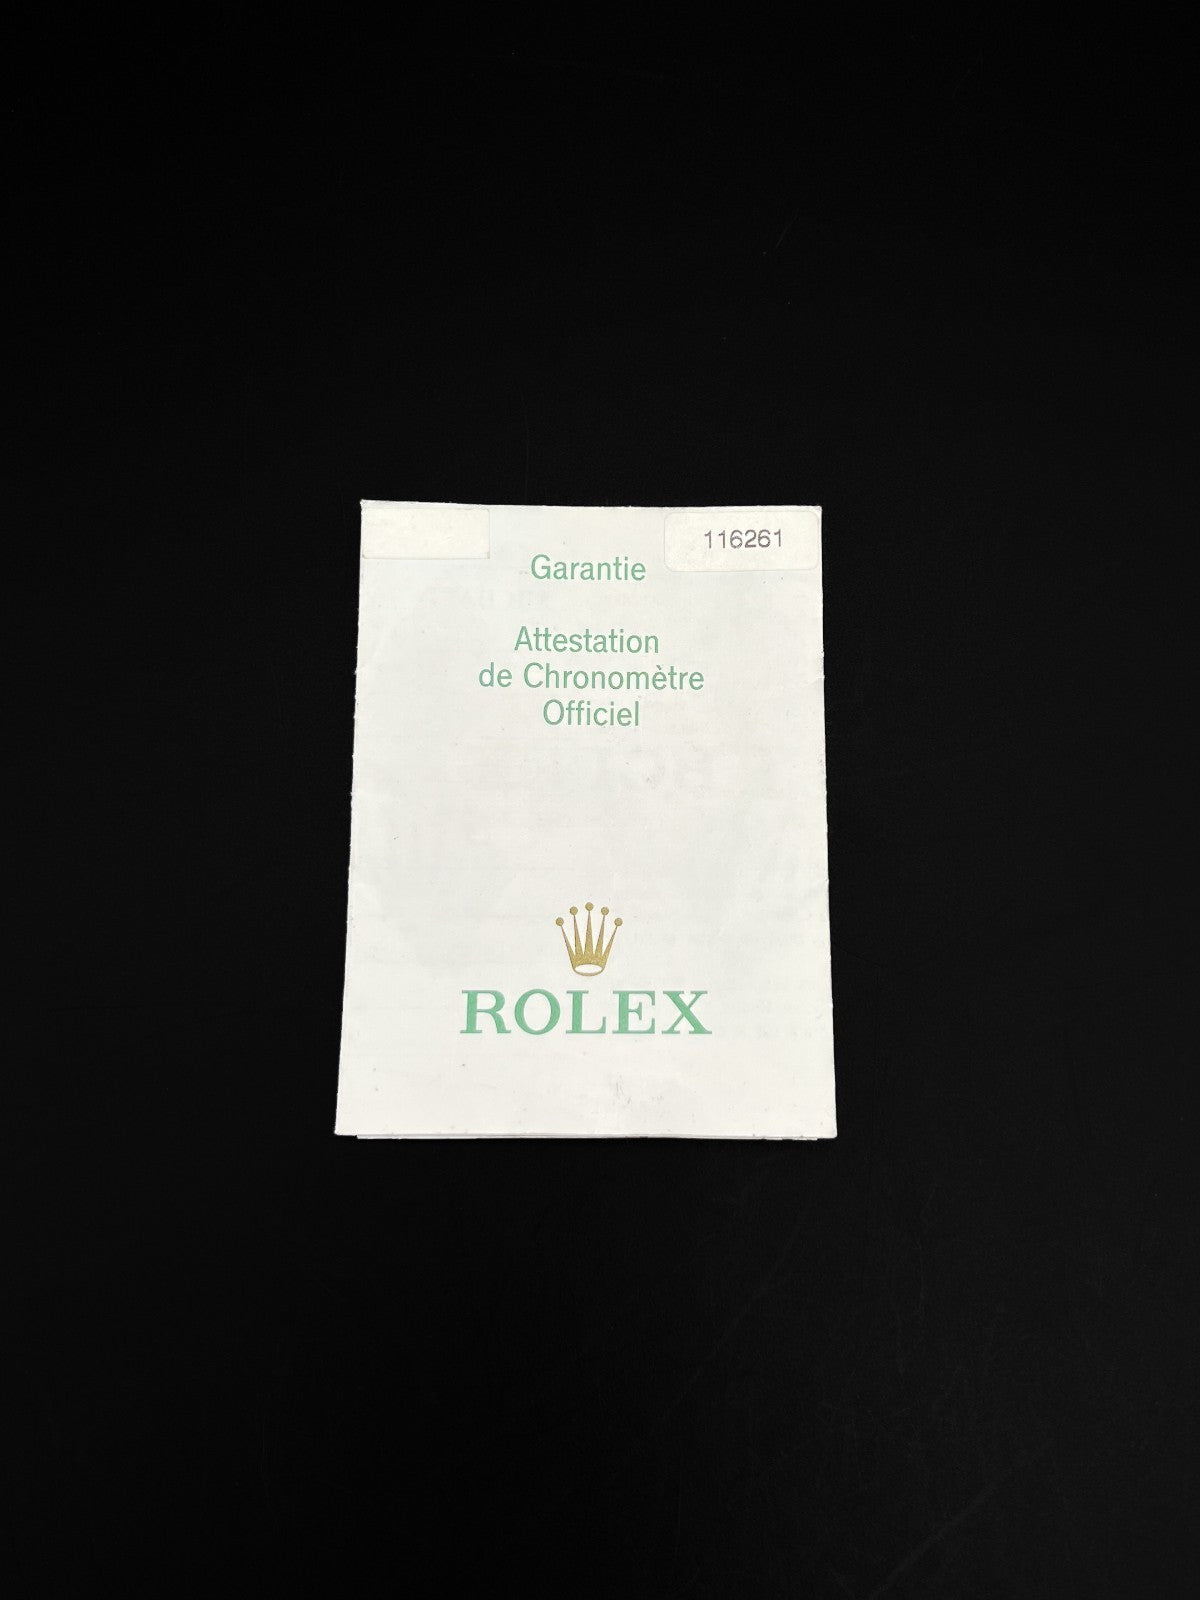 116261
Garantie
Attestation
de Chronomètre
Officiel
ROLEX